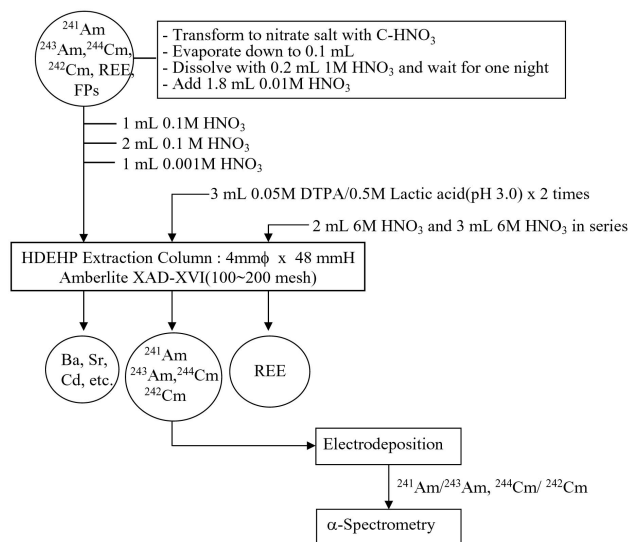 ²⁴¹Am
²⁴³Am,²⁴⁴Cm,
²⁴²Cm, REE,
FPs
- Transform to nitrate salt with C-HNO₃
- Evaporate down to 0.1 mL
- Dissolve with 0.2 mL 1M HNO₃ and wait for one night
- Add 1.8 mL 0.01M HNO₃
1 mL 0.1M HNO₃
2 mL 0.1 M HNO₃
1 mL 0.001M HNO₃
3 mL 0.05M DTPA/0.5M Lactic acid(pH 3.0) x 2 times
2 mL 6M HNO₃ and 3 mL 6M HNO₃ in series
HDEHP Extraction Column : 4mmϕ x 48 mmH
Amberlite XAD-XVI(100~200 mesh)
Ba, Sr,
Cd, etc.
²⁴¹Am
²⁴³Am,²⁴⁴Cm
²⁴²Cm
REE
Electrodeposition
²⁴¹Am/²⁴³Am, ²⁴⁴Cm/ ²⁴²Cm
α-Spectrometry